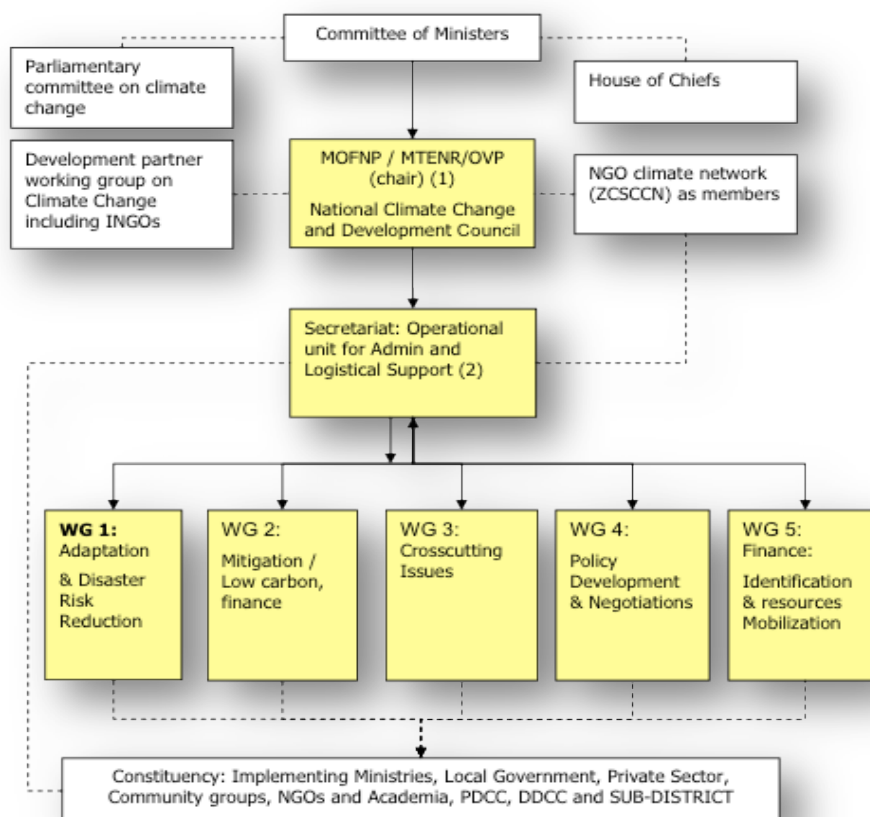 Committee of Ministers
Parliamentary
committee on climate
change
House of Chiefs
Development partner
working group on
Climate Change
including INGOs
MOFNP / MTENR/OVP
(chair) (1)
National Climate Change
and Development Council
NGO climate network
(ZCSCCN) as members
Secretariat: Operational
unit for Admin and
Logistical Support (2)
WG 1:
Adaptation
& Disaster
Risk
Reduction
WG 2:
Mitigation /
Low carbon,
finance
WG 3:
Crosscutting
Issues
WG 4:
Policy
Development
& Negotiations
WG 5:
Finance:
Identification
& resources
Mobilization
Constituency: Implementing Ministries, Local Government, Private Sector,
Community groups, NGOs and Academia, PDCC, DDCC and SUB-DISTRICT